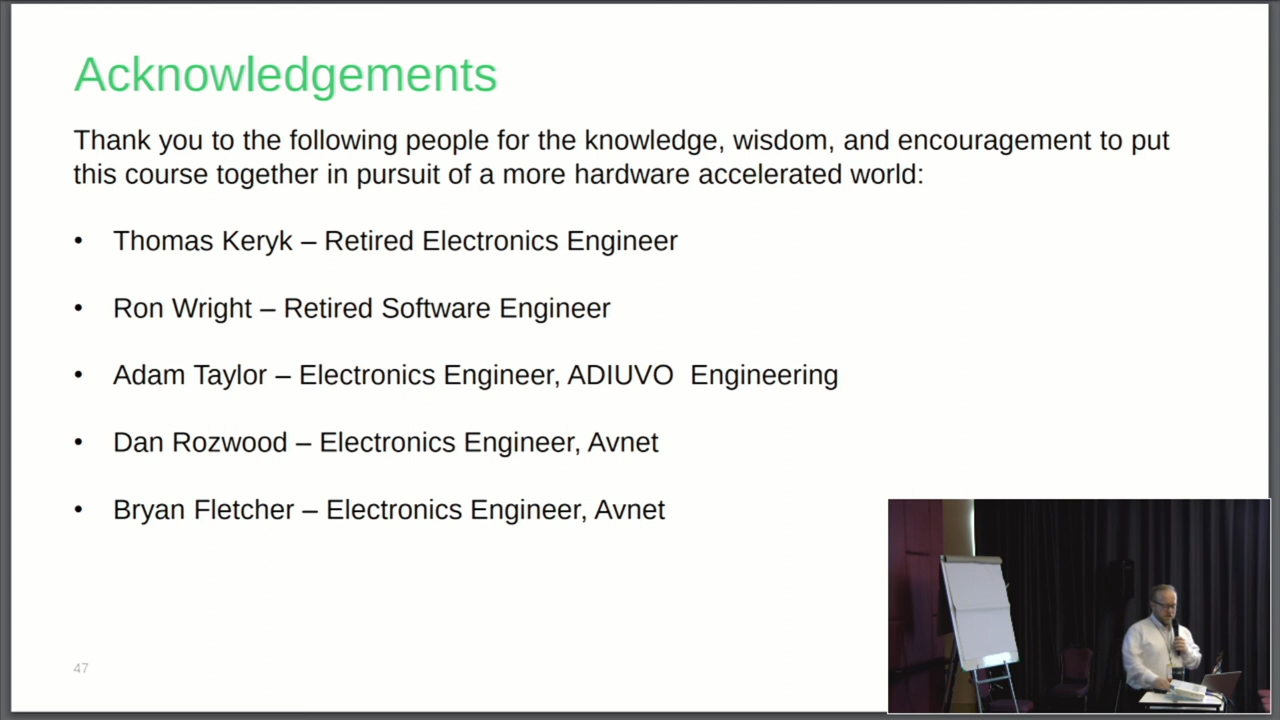 Acknowledgements
Thank you to the following people for the knowledge, wisdom, and encouragement to put
this course together in pursuit of a more hardware accelerated world:
• Thomas Keryk – Retired Electronics Engineer
• Ron Wright – Retired Software Engineer
• Adam Taylor – Electronics Engineer, ADIUVO  Engineering
• Dan Rozwood – Electronics Engineer, Avnet
• Bryan Fletcher – Electronics Engineer, Avnet
47